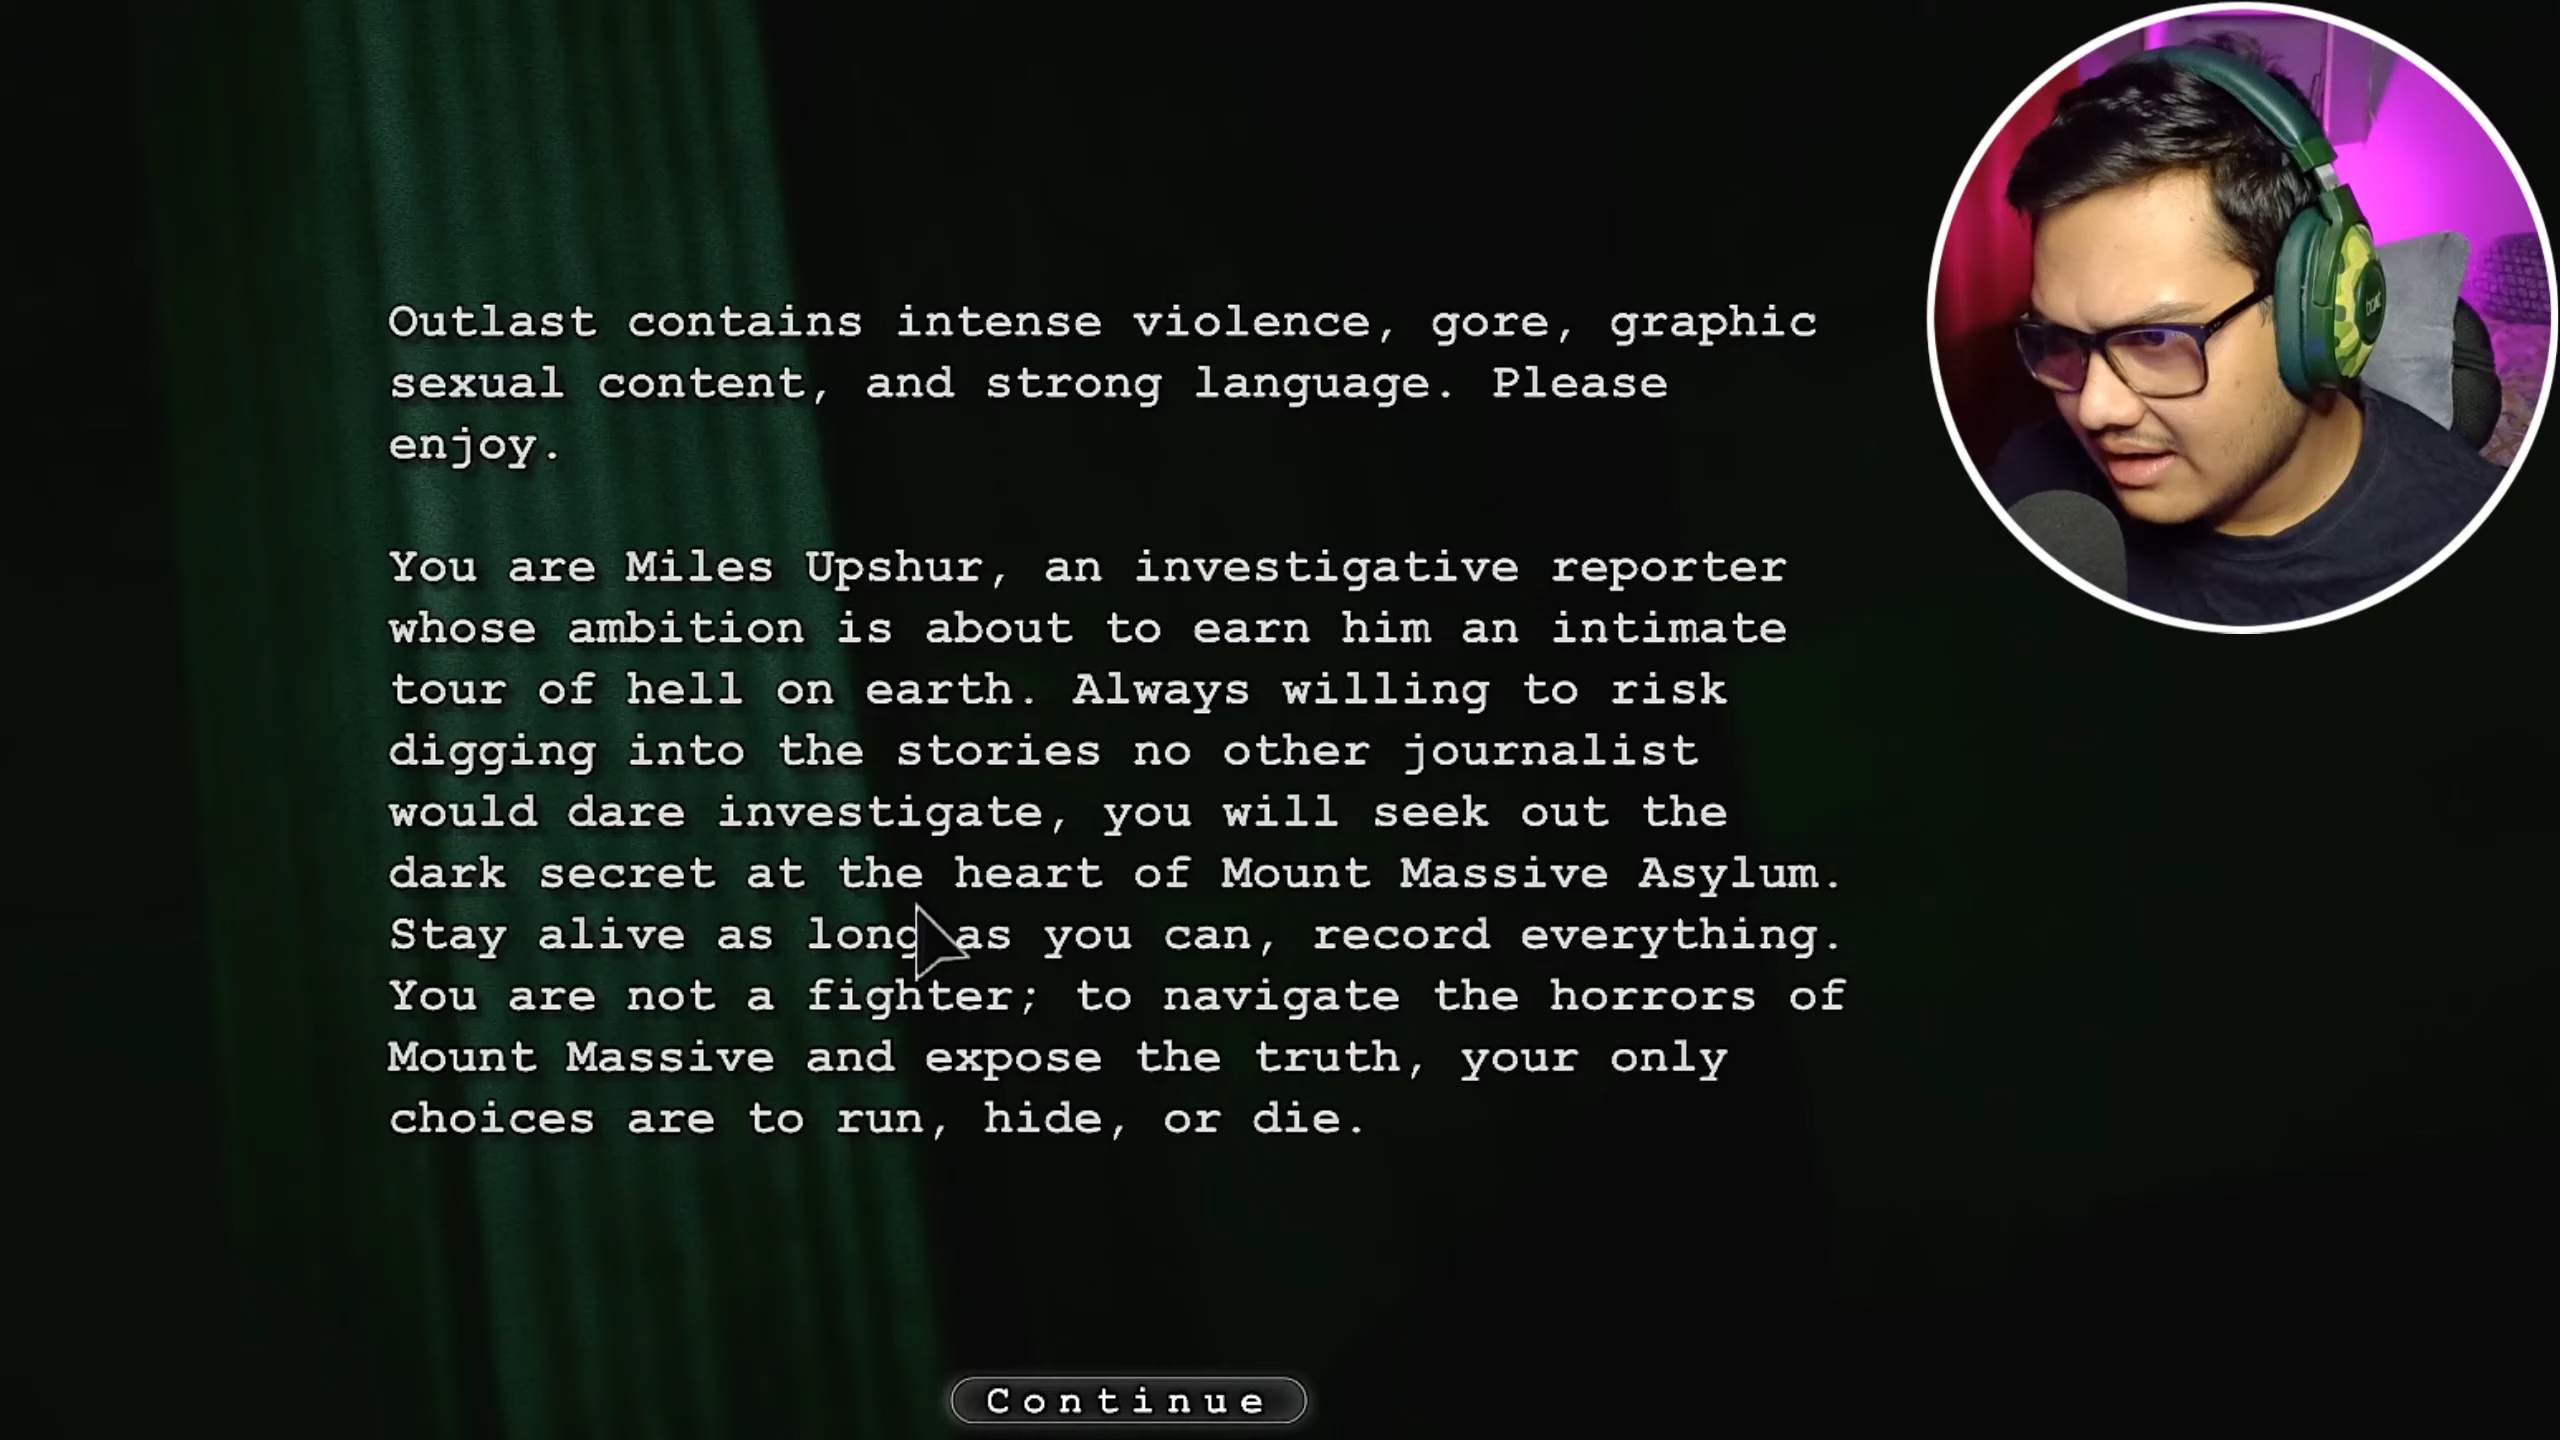 Outlast contains intense violence, gore, graphic
sexual content, and strong language. Please
enjoy.
You are Miles Upshur, an investigative reporter
whose ambition is about to earn him an intimate
tour of hell on earth. Always willing to risk
digging into the stories no other journalist
would dare investigate, you will seek out the
dark secret at the heart of Mount Massive Asylum.
Stay alive as long as you can, record everything.
You are not a fighter; to navigate the horrors of
Mount Massive and expose the truth, your only
choices are to run, hide, or die.
Continue